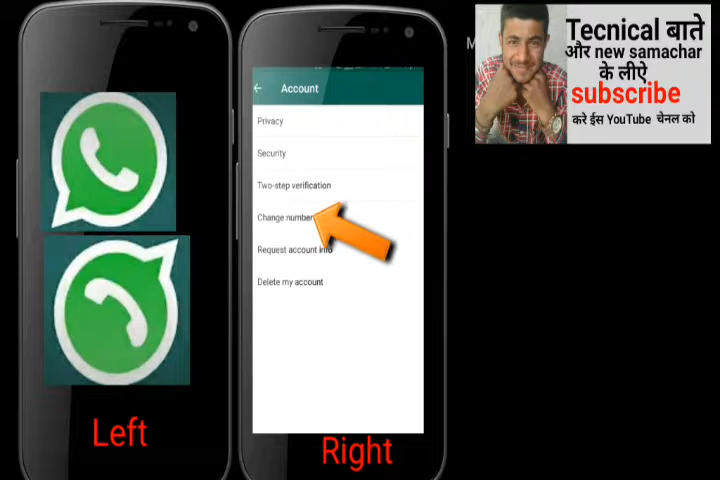 Account
Privacy
Security
Two-step verification
Change number
Request account info
Delete my account
Left
Right
M
Tecnical बाते
और new samachar
के लीऐ
subscribe
करे ईस YouTube चेनल को